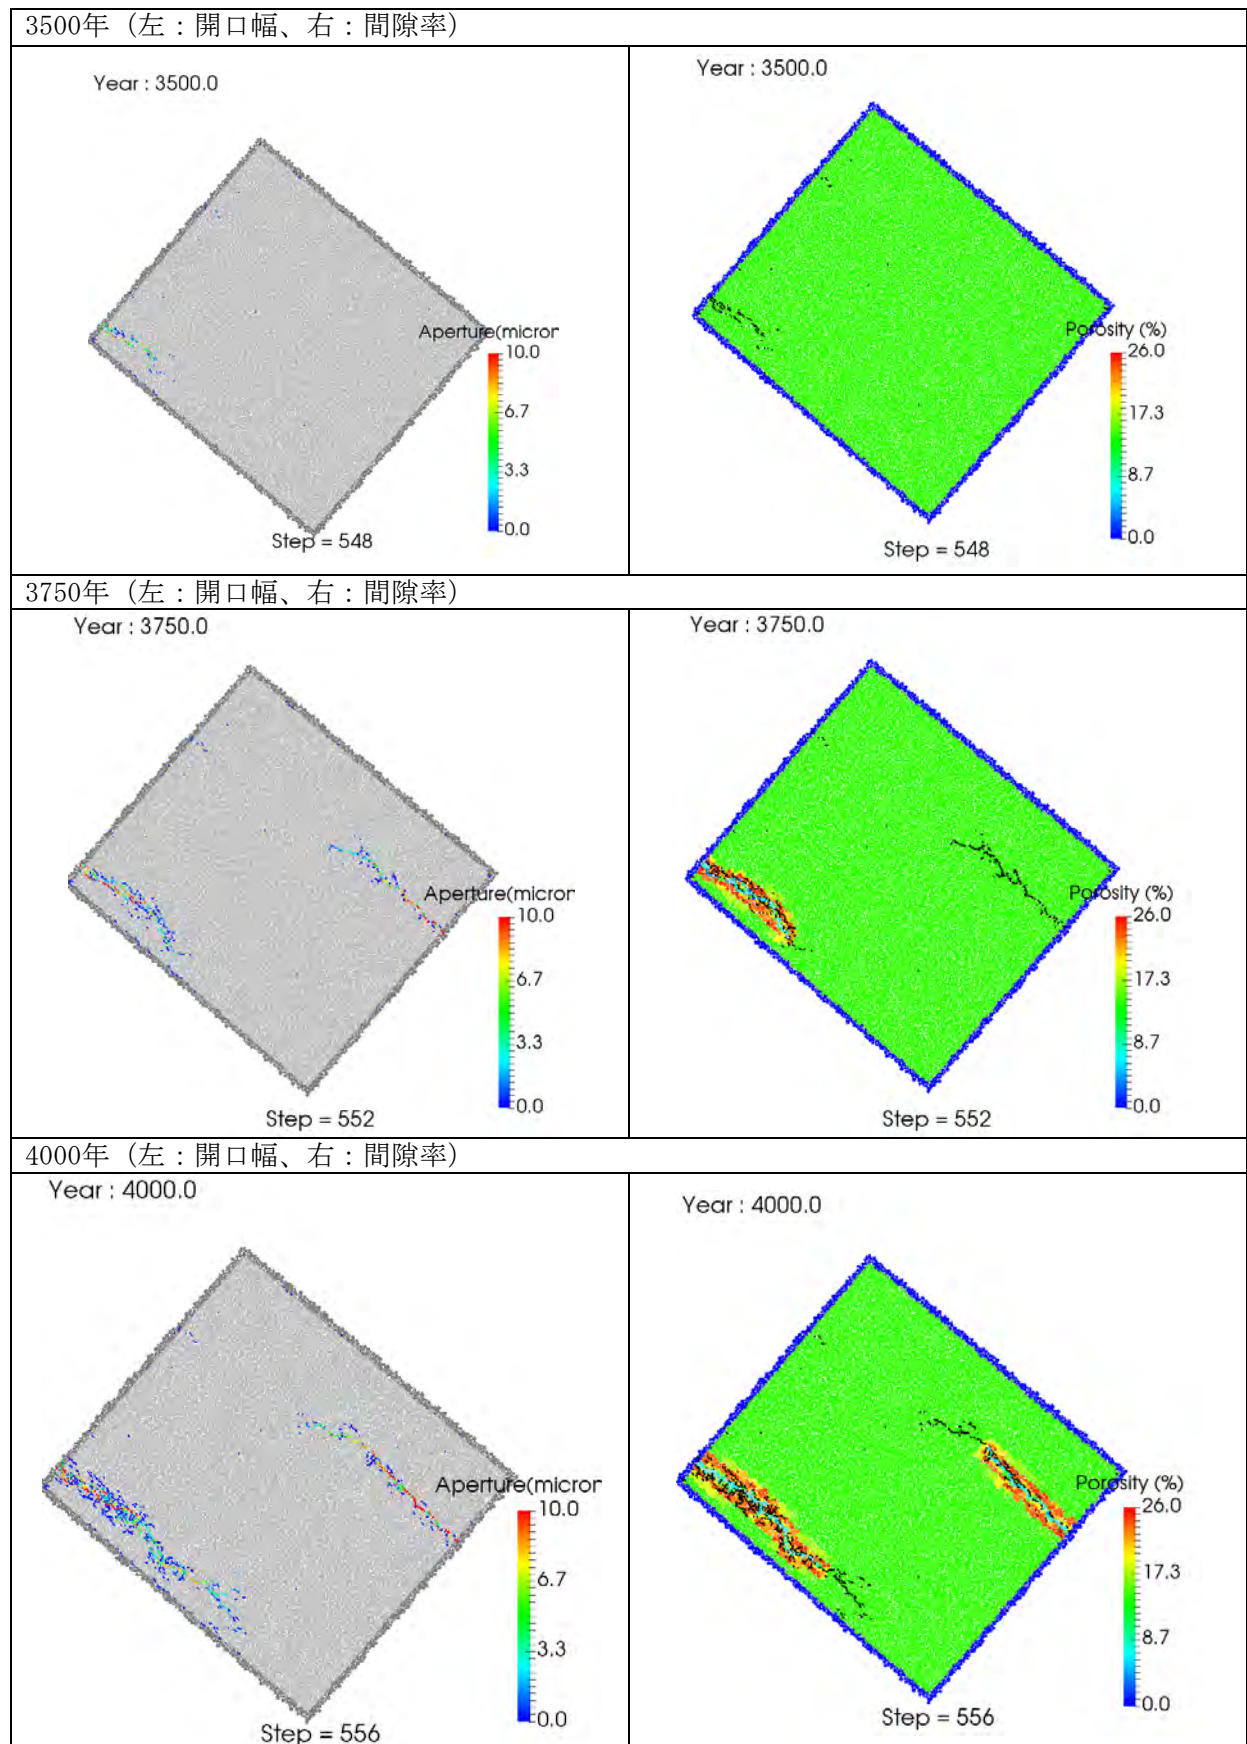 3500年（左：開口幅、右：間隙率）
Year : 3500.0
Aperture(micror
10.0
6.7
3.3
0.0
Step = 548
Year : 3500.0
Porosity (%)
26.0
17.3
8.7
0.0
Step = 548
3750年（左：開口幅、右：間隙率）
Year : 3750.0
Aperture(micror
10.0
6.7
3.3
0.0
Step = 552
Year : 3750.0
Porosity (%)
26.0
17.3
8.7
0.0
Step = 552
4000年（左：開口幅、右：間隙率）
Year : 4000.0
Aperture(micror
10.0
6.7
3.3
0.0
Step = 556
Year : 4000.0
Porosity (%)
26.0
17.3
8.7
0.0
Step = 556